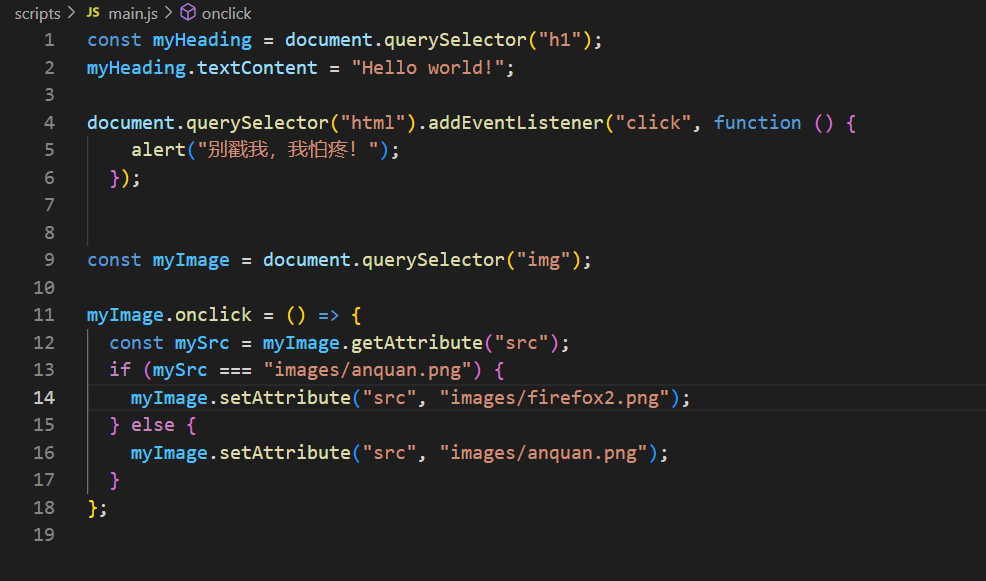 scripts > JS main.js > onclick
1 const myHeading = document.querySelector("h1");
2 myHeading.textContent = "Hello world!";
3
4 document.querySelector("html").addEventListener("click", function () {
5     alert("别戳我，我怕疼！");
6   });
7
8
9 const myImage = document.querySelector("img");
10
11 myImage.onclick = () => {
12   const mySrc = myImage.getAttribute("src");
13   if (mySrc === "images/anquan.png") {
14     myImage.setAttribute("src", "images/firefox2.png");
15   } else {
16     myImage.setAttribute("src", "images/anquan.png");
17   }
18 };
19